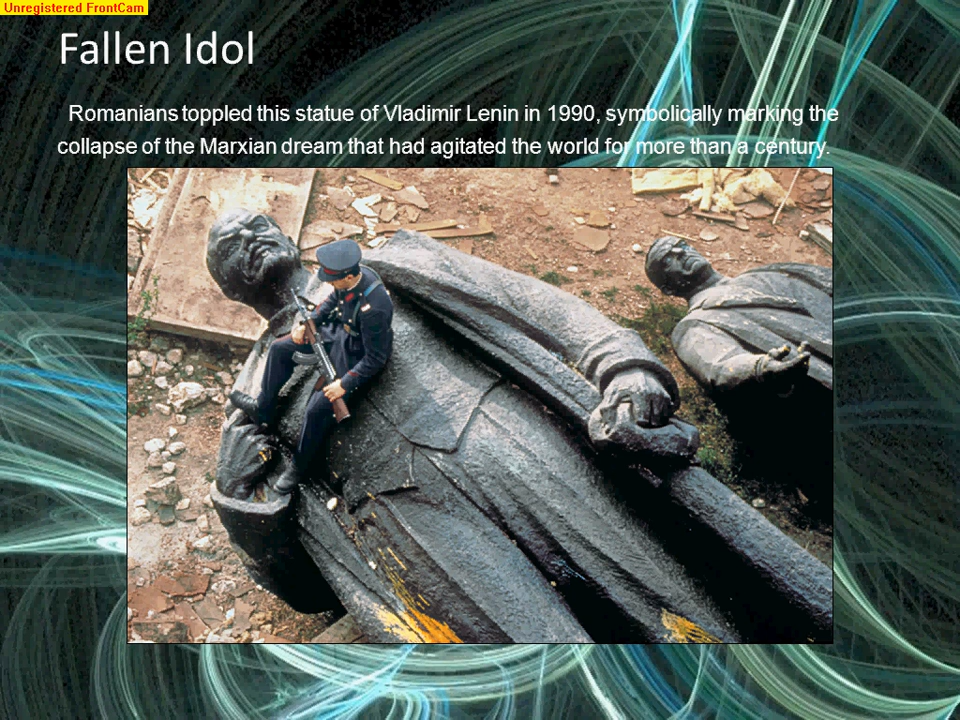 Unregistered FrontCam
Fallen Idol
Romanians toppled this statue of Vladimir Lenin in 1990, symbolically marking the
collapse of the Marxian dream that had agitated the world for more than a century.